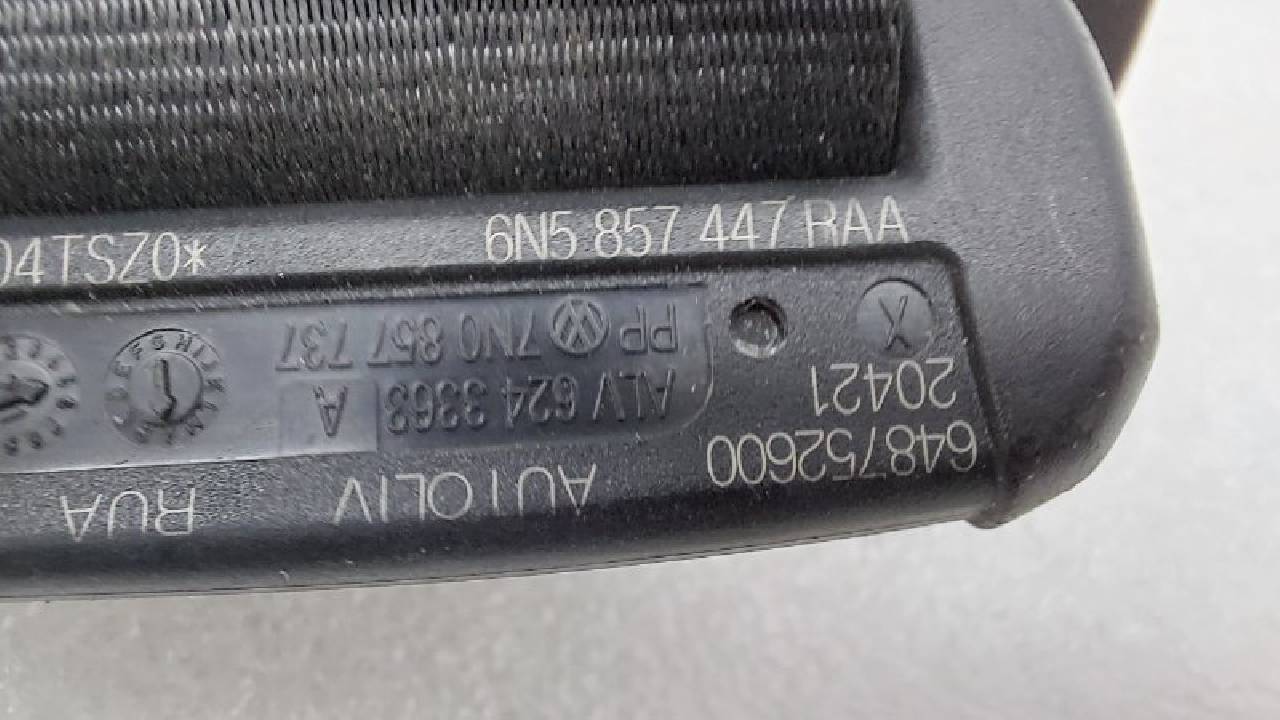 04TSZ0*
6N5 857 447 RAA
648752600
20421
X
AUTOLIV
RUA
ALV 624 3363 A
PP 7N0 857 737